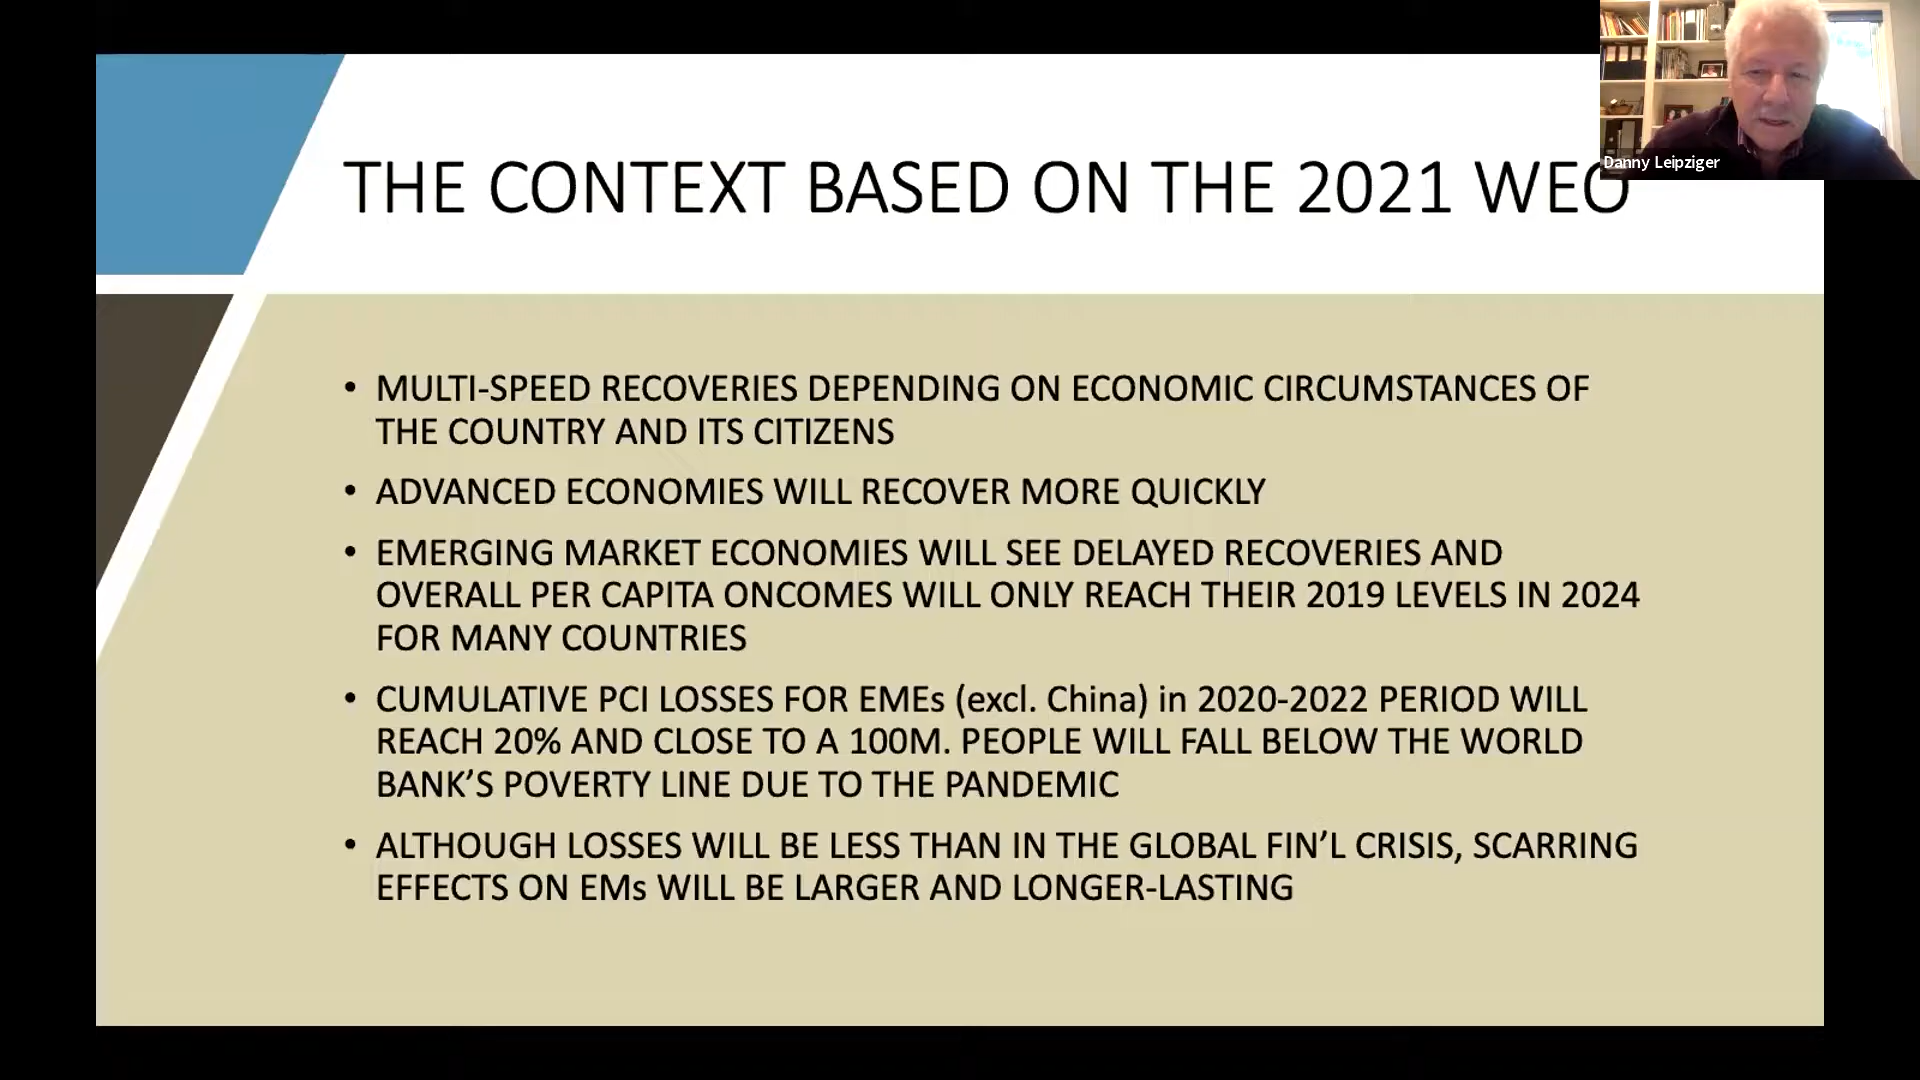 Danny Leipziger
THE CONTEXT BASED ON THE 2021 WEO
• MULTI-SPEED RECOVERIES DEPENDING ON ECONOMIC CIRCUMSTANCES OF
THE COUNTRY AND ITS CITIZENS
• ADVANCED ECONOMIES WILL RECOVER MORE QUICKLY
• EMERGING MARKET ECONOMIES WILL SEE DELAYED RECOVERIES AND
OVERALL PER CAPITA ONCOMES WILL ONLY REACH THEIR 2019 LEVELS IN 2024
FOR MANY COUNTRIES
• CUMULATIVE PCI LOSSES FOR EMEs (excl. China) in 2020-2022 PERIOD WILL
REACH 20% AND CLOSE TO A 100M. PEOPLE WILL FALL BELOW THE WORLD
BANK’S POVERTY LINE DUE TO THE PANDEMIC
• ALTHOUGH LOSSES WILL BE LESS THAN IN THE GLOBAL FIN’L CRISIS, SCARRING
EFFECTS ON EMs WILL BE LARGER AND LONGER-LASTING